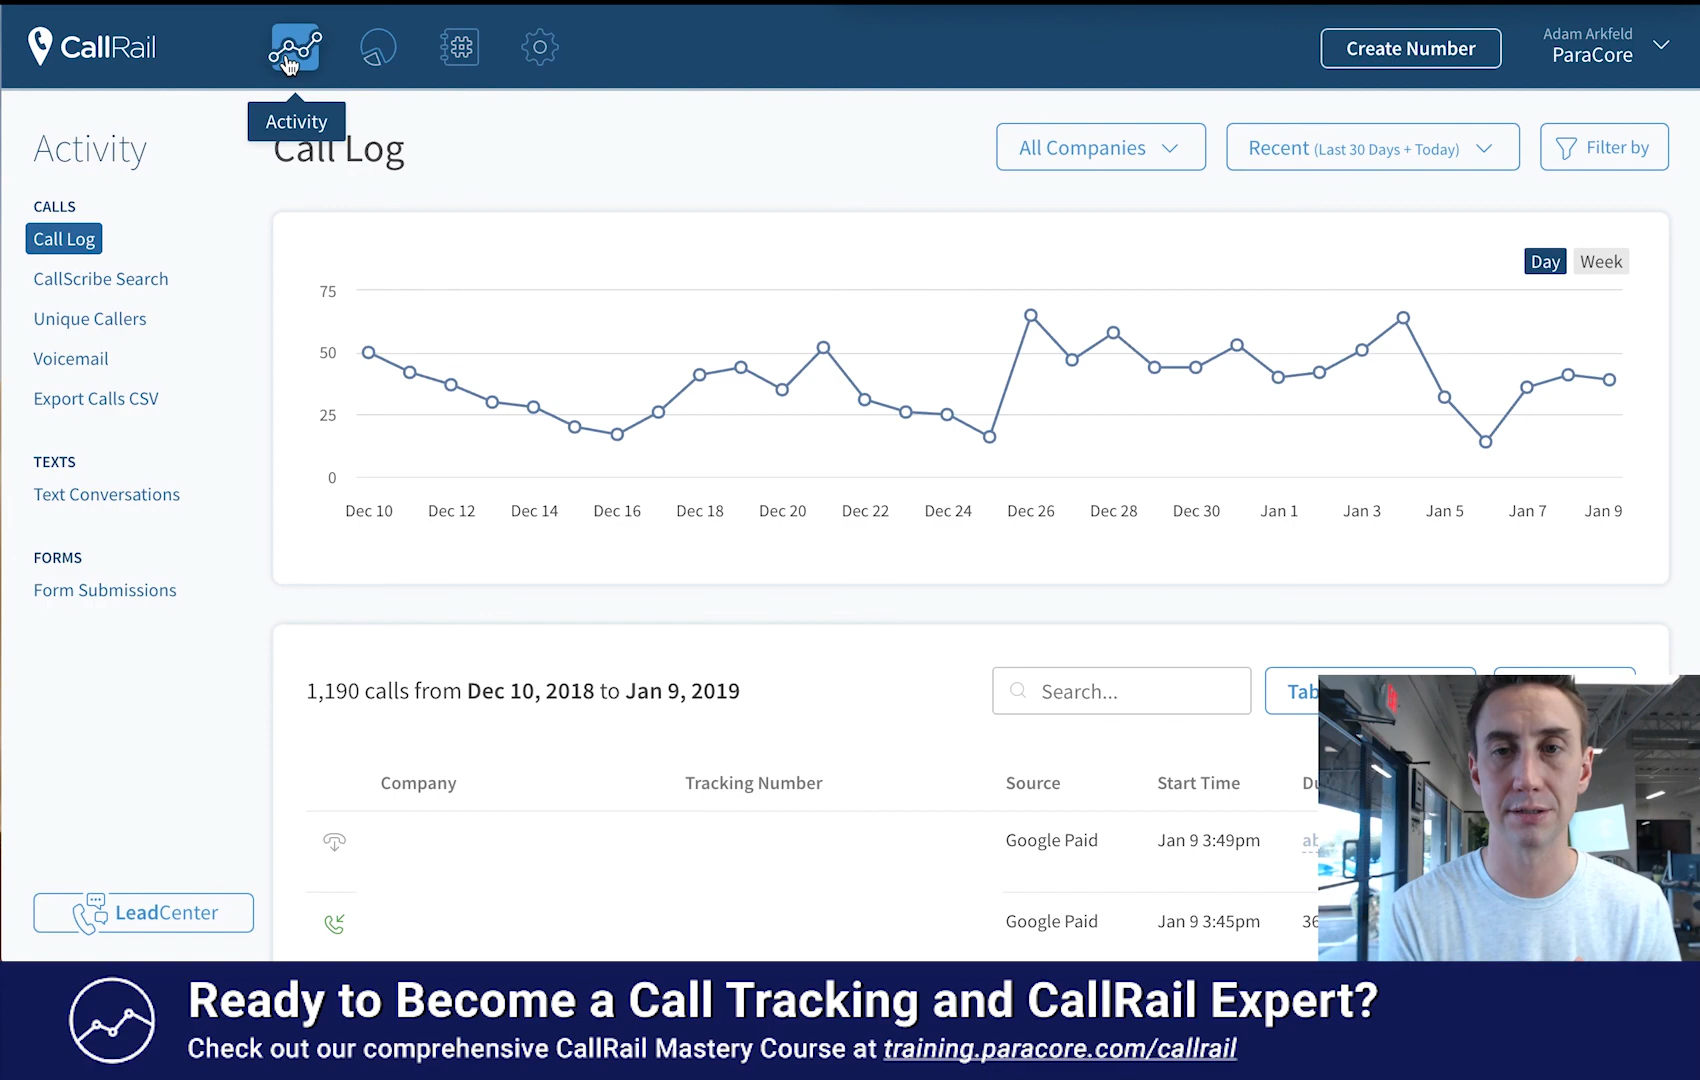 CallRail
Create Number
Adam Arkfeld
ParaCore
Activity
Activity
Call Log
All Companies
Recent (Last 30 Days + Today)
Filter by
CALLS
Call Log
CallScribe Search
Unique Callers
Voicemail
Export Calls CSV
TEXTS
Text Conversations
FORMS
Form Submissions
LeadCenter
Day Week
75
50
25
0
Dec 10 Dec 12 Dec 14 Dec 16 Dec 18 Dec 20 Dec 22 Dec 24 Dec 26 Dec 28 Dec 30 Jan 1 Jan 3 Jan 5 Jan 7 Jan 9
1,190 calls from Dec 10, 2018 to Jan 9, 2019
Search...
Company Tracking Number Source Start Time
Google Paid Jan 9 3:49pm
Google Paid Jan 9 3:45pm
Ready to Become a Call Tracking and CallRail Expert?
Check out our comprehensive CallRail Mastery Course at training.paracore.com/callrail